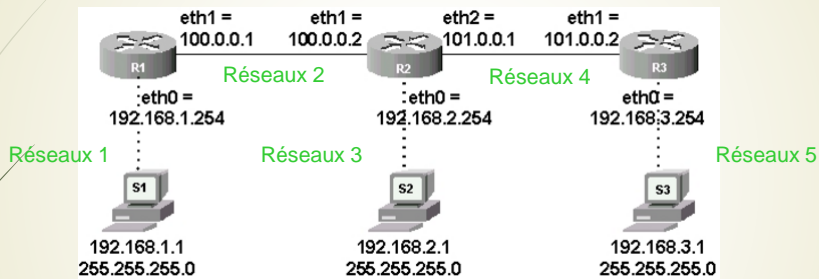 eth1 =
100.0.0.1
eth1 =
100.0.0.2
eth2 =
101.0.0.1
eth1 =
101.0.0.2
R1
R2
R3
Réseaux 2
Réseaux 4
eth0 =
192.168.1.254
eth0 =
192.168.2.254
eth0 =
192.168.3.254
Réseaux 1
Réseaux 3
Réseaux 5
S1
S2
S3
192.168.1.1
255.255.255.0
192.168.2.1
255.255.255.0
192.168.3.1
255.255.255.0